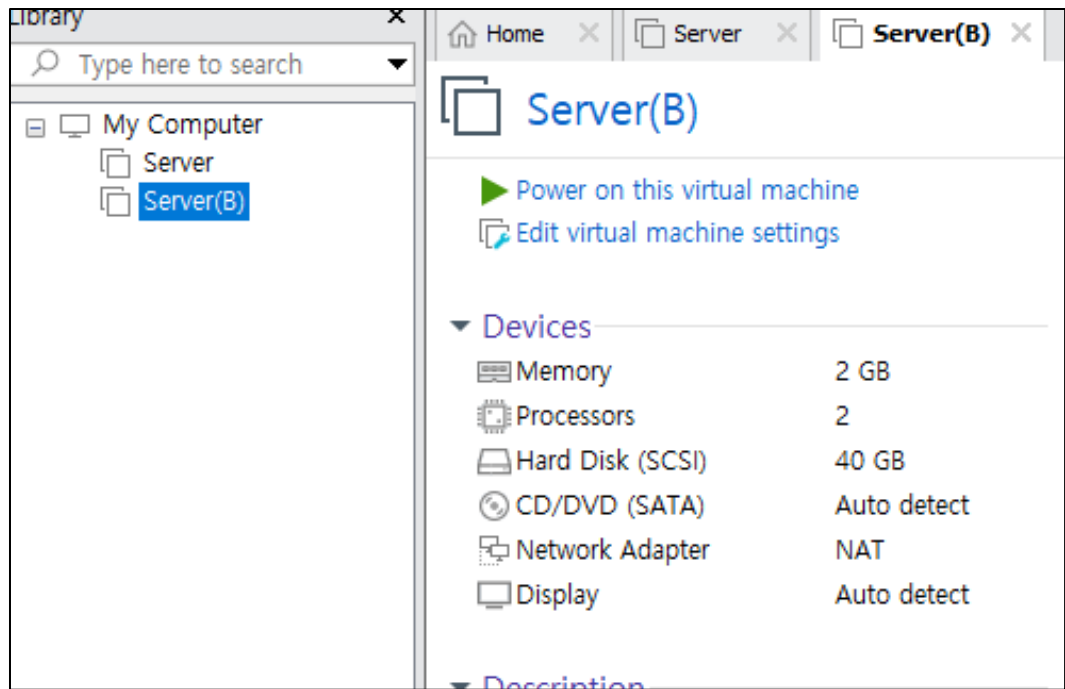 Library
Type here to search
My Computer
Server
Server(B)
Home
Server
Server(B)
Server(B)
Power on this virtual machine
Edit virtual machine settings
Devices
Memory 2 GB
Processors 2
Hard Disk (SCSI) 40 GB
CD/DVD (SATA) Auto detect
Network Adapter NAT
Display Auto detect
Description